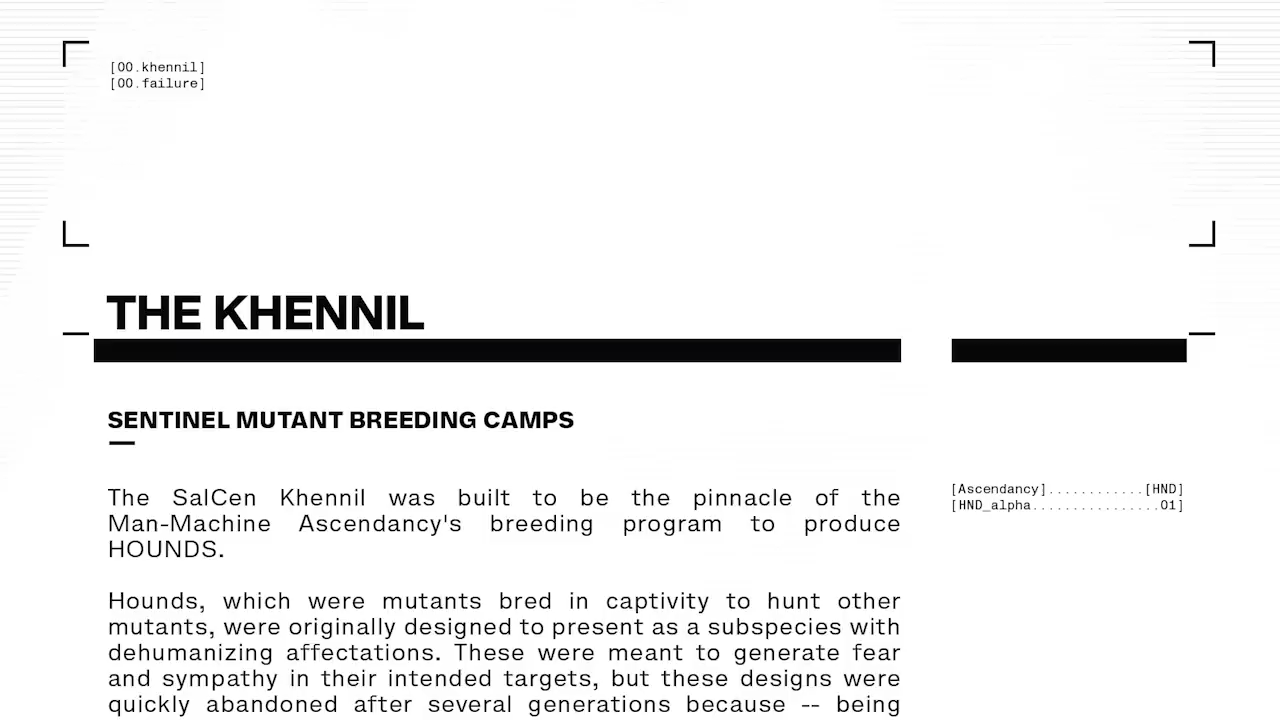 [00.khennil]
[00.failure]
THE KHENNIL
SENTINEL MUTANT BREEDING CAMPS
The SalCen Khennil was built to be the pinnacle of the
Man-Machine Ascendancy's breeding program to produce
HOUNDS.
[Ascendancy]............[HND]
[HND_alpha................01]
Hounds, which were mutants bred in captivity to hunt other
mutants, were originally designed to present as a subspecies with
dehumanizing affectations. These were meant to generate fear
and sympathy in their intended targets, but these designs were
quickly abandoned after several generations because -- being